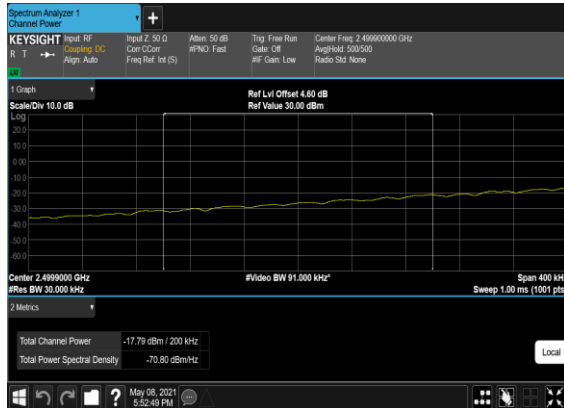 Spectrum Analyzer 1
Channel Power
+
KEYSIGHT
R T
LXI
Input: RF
Coupling: DC
Align: Auto
Input Z: 50 Ω
Corr CCorr
Freq Ref: Int (S)
Atten: 50 dB
#PNO: Fast
Trig: Free Run
Gate: Off
#IF Gain: Low
Center Freq: 2.499900000 GHz
Avg|Hold: 500/500
Radio Std: None
1 Graph
Scale/Div 10.0 dB
Ref Lvl Offset 4.60 dB
Ref Value 30.00 dBm
Log
20.0
10.0
0.00
-10.0
-20.0
-30.0
-40.0
-50.0
-60.0
Center 2.4999000 GHz
#Res BW 30.000 kHz
#Video BW 91.000 kHz*
Span 400 kH
Sweep 1.00 ms (1001 pts
2 Metrics
Total Channel Power -17.79 dBm / 200 kHz
Total Power Spectral Density -70.80 dBm/Hz
Local
?
May 08, 2021
5:52:49 PM